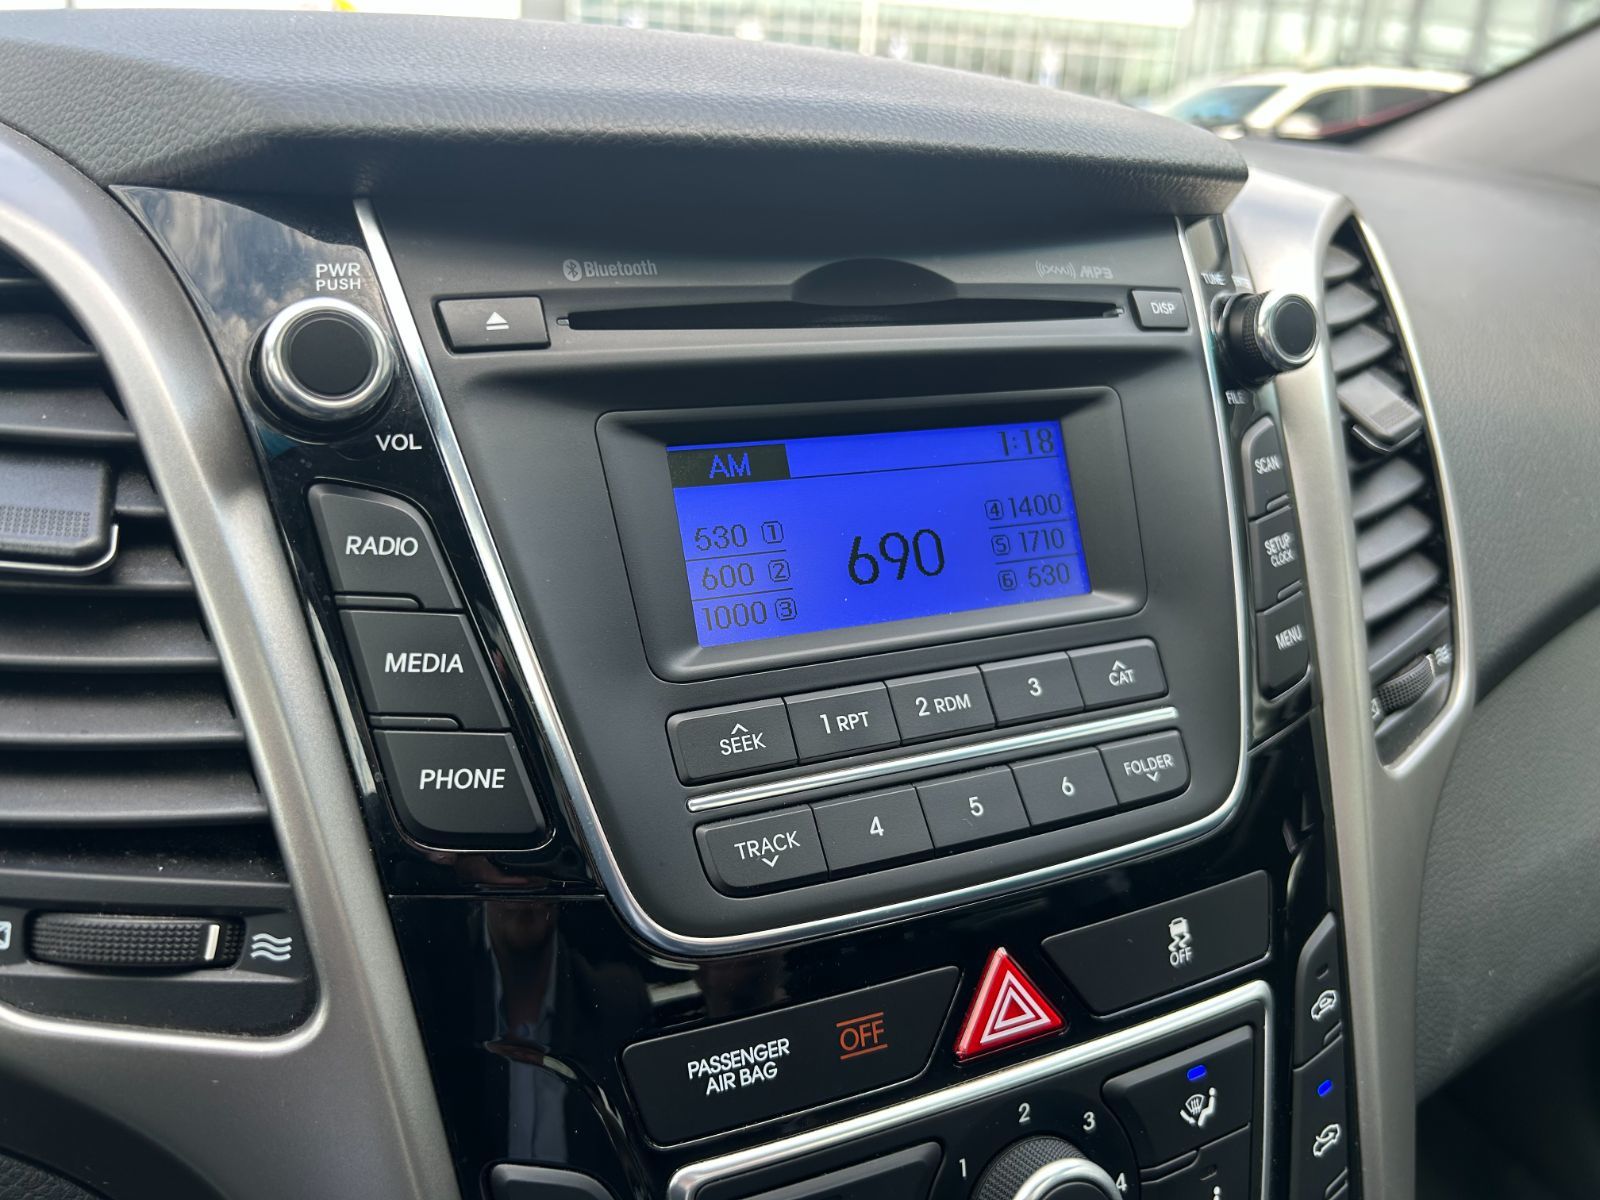 PWR
PUSH
Bluetooth
MP3
DISP
TUNE
FILE
VOL
AM 1:18
530 1
600 2
1000 3
690
4 1400
5 1710
6 530
SCAN
SETUP
CLOCK
MENU
RADIO
MEDIA
PHONE
SEEK
1 RPT
2 RDM
3
CAT
TRACK
4
5
6
FOLDER
OFF
PASSENGER
AIR BAG
OFF
1
2
3
4